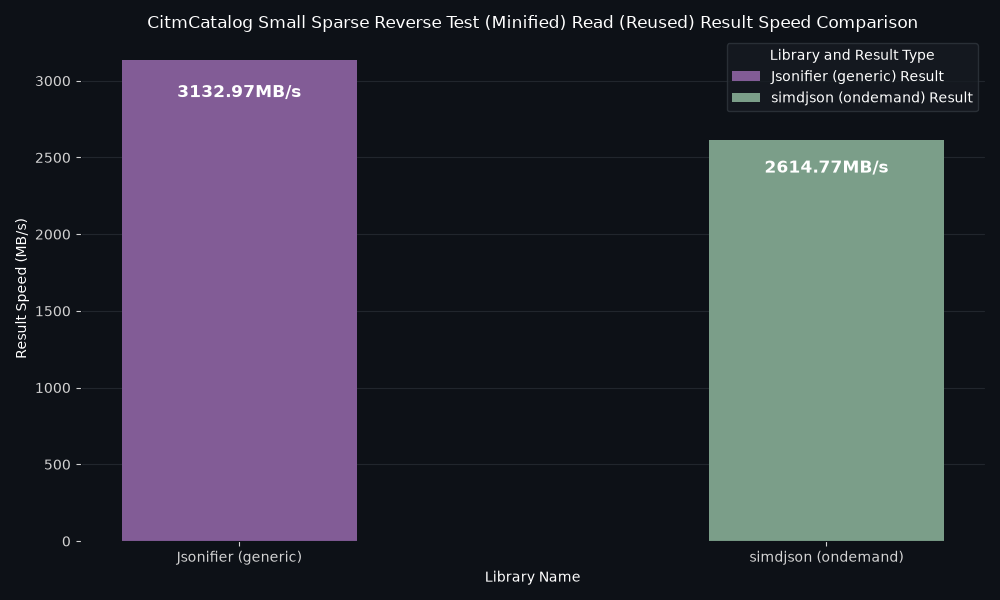 CitmCatalog Small Sparse Reverse Test (Minified) Read (Reused) Result Speed Comparison
Library and Result Type
Jsonifier (generic) Result
simdjson (ondemand) Result
3132.97MB/s
2614.77MB/s
Result Speed (MB/s)
3000
2500
2000
1500
1000
500
0
Jsonifier (generic)
simdjson (ondemand)
Library Name